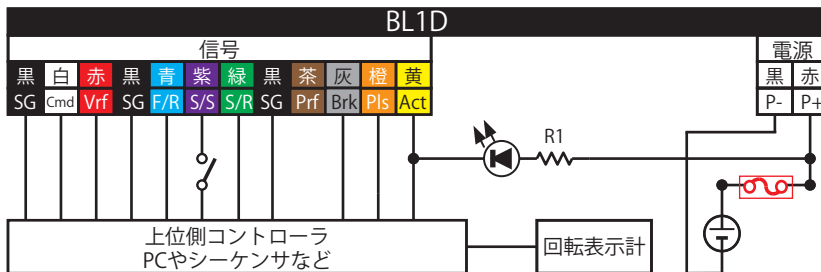 BL1D
信号 電源
黒 白 赤 黒 青 紫 緑 黒 茶 灰 橙 黄 黒 赤
SG Cmd Vrf SG F/R S/S S/R SG Prf Brk Pls Act P- P+
R1
上位側コントローラ
PCやシーケンサなど
回転表示計